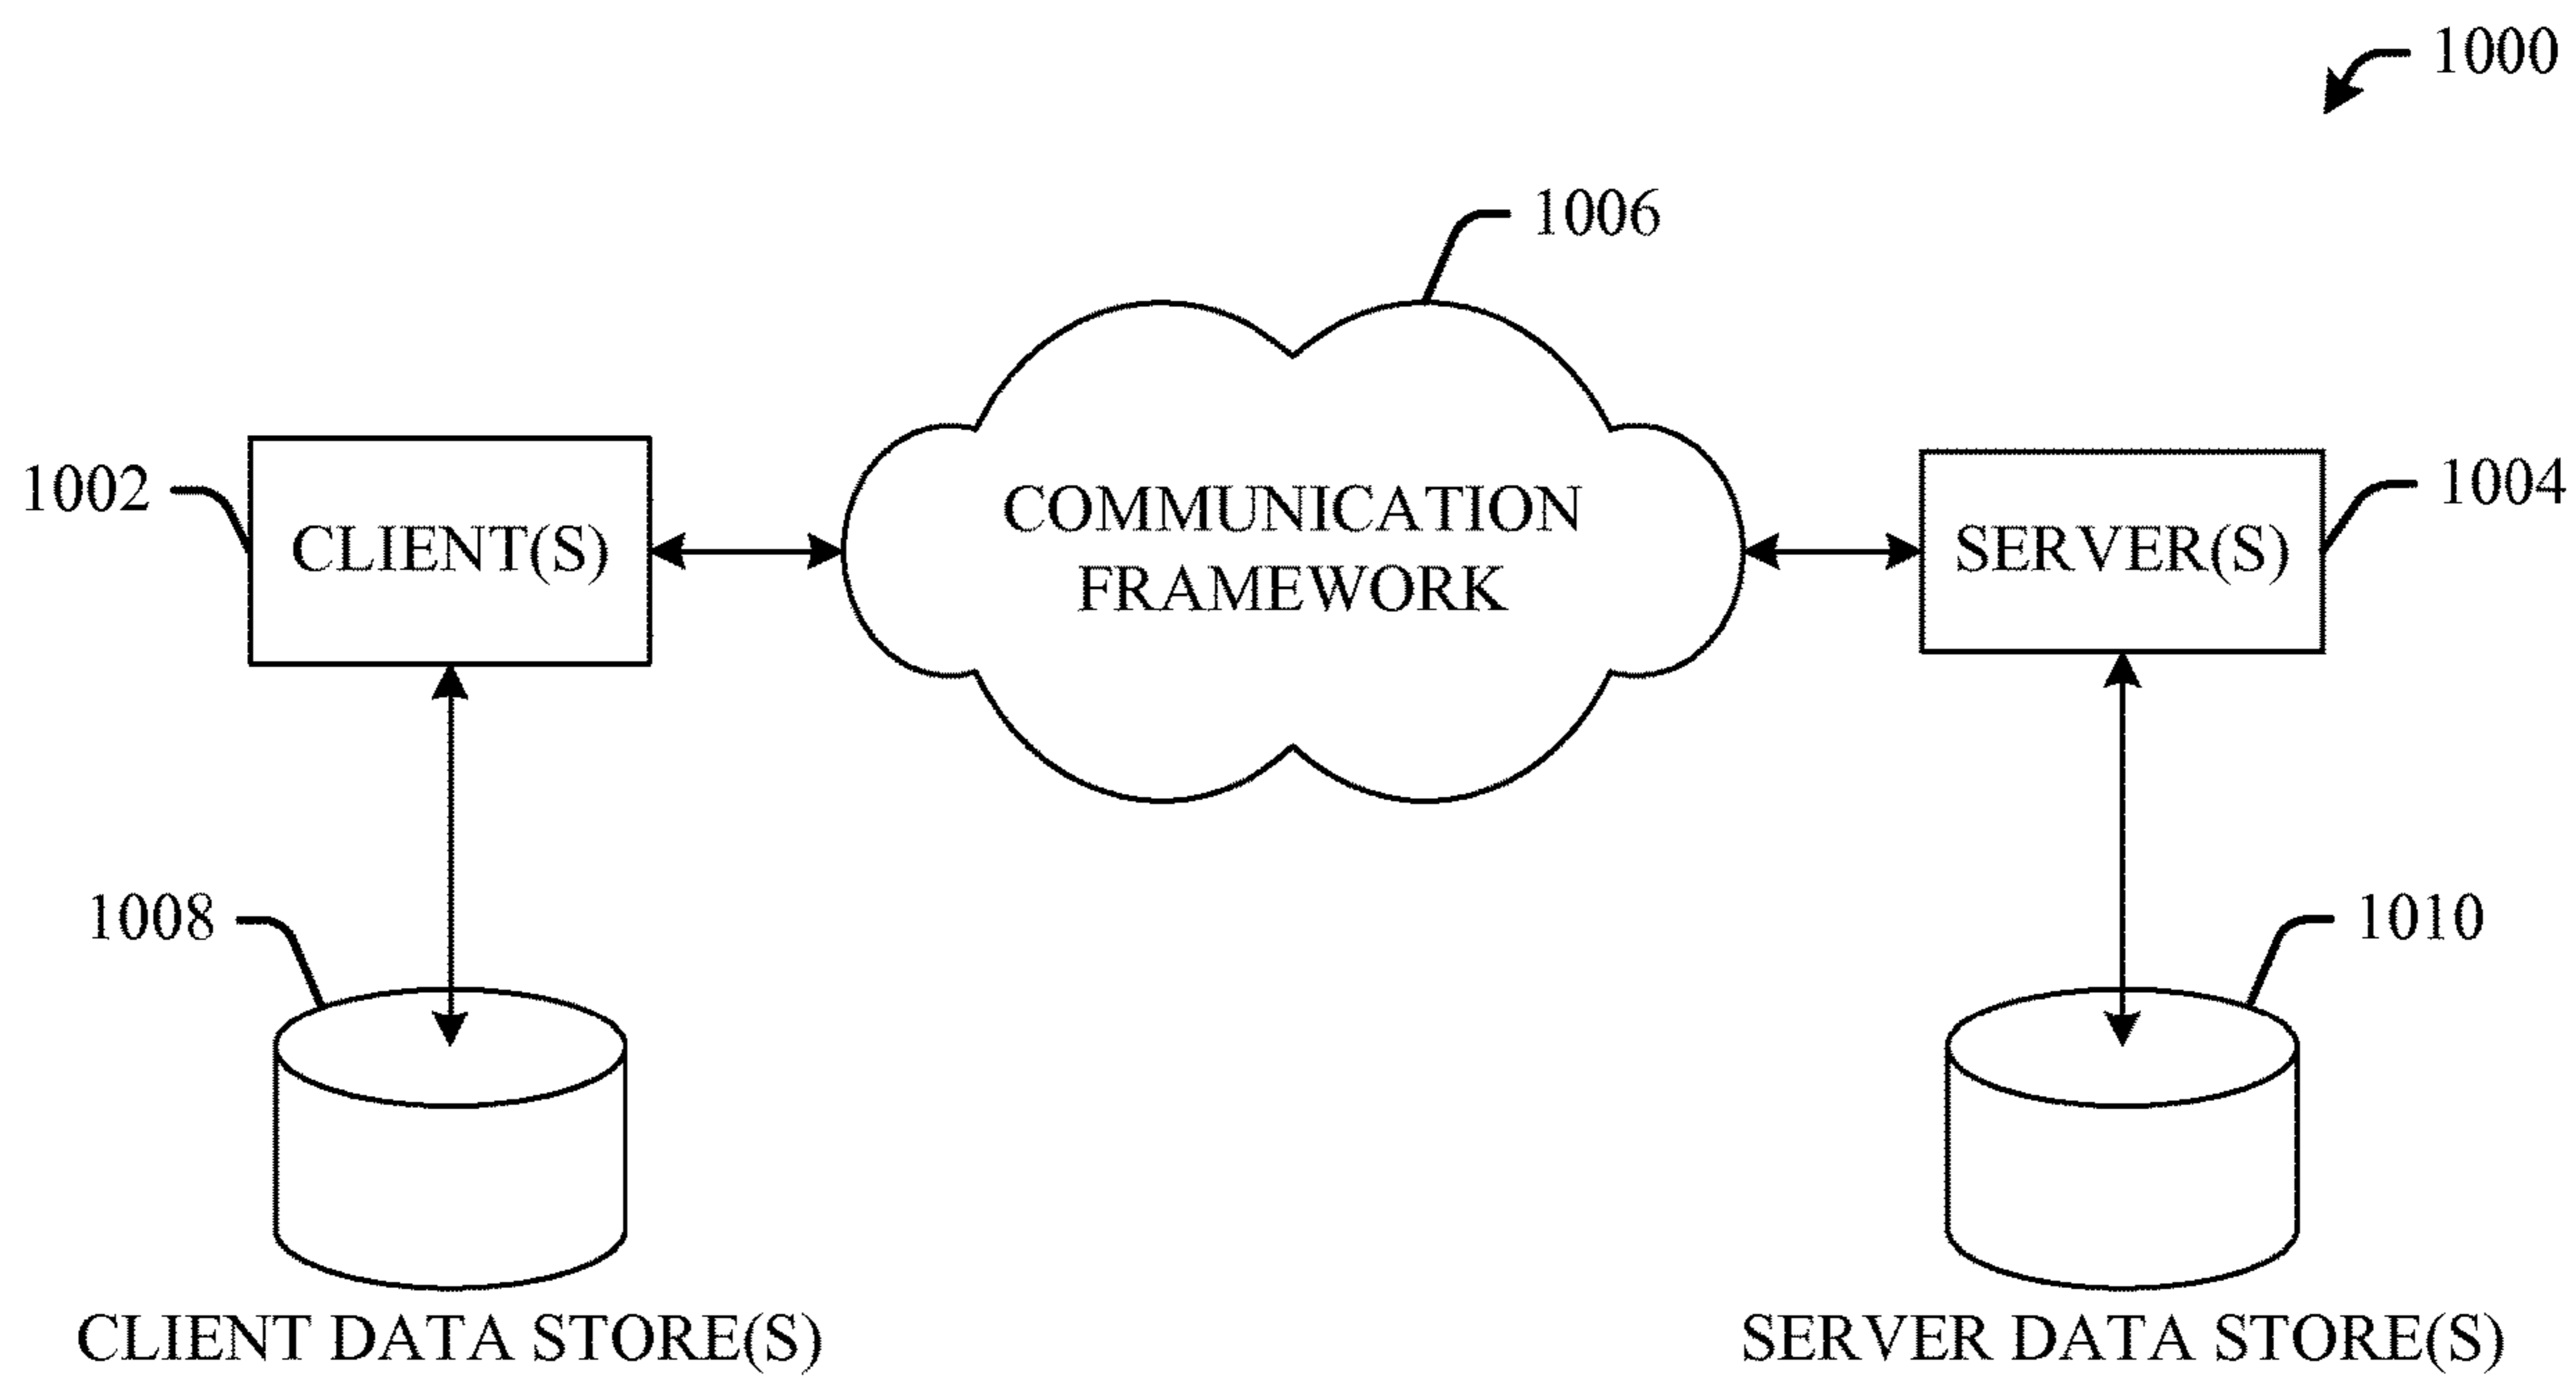 1000
1006
1002
CLIENT(S)
COMMUNICATION
FRAMEWORK
SERVER(S)
1004
1008
1010
CLIENT DATA STORE(S)
SERVER DATA STORE(S)